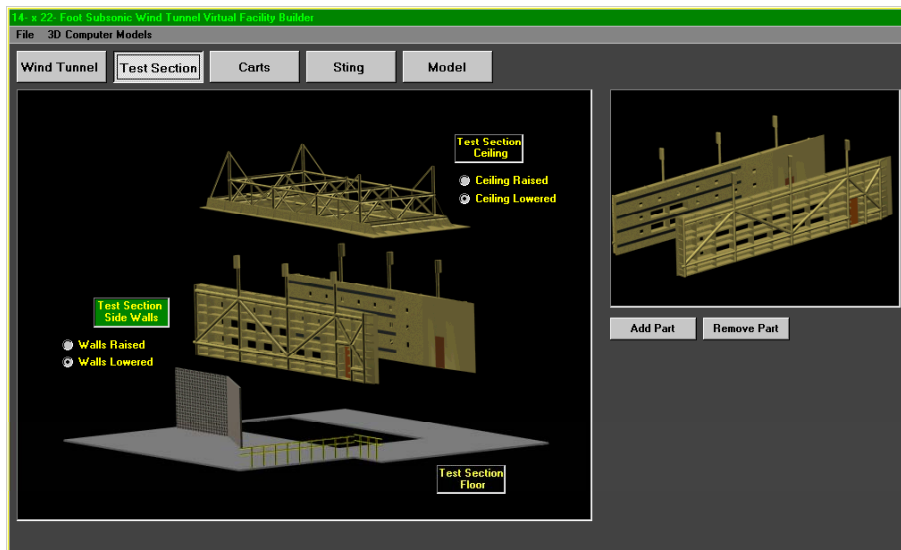 14- x 22- Foot Subsonic Wind Tunnel Virtual Facility Builder
File 3D Computer Models
Wind Tunnel Test Section Carts Sting Model
Test Section
Ceiling
Ceiling Raised
Ceiling Lowered
Test Section
Side Walls
Walls Raised
Walls Lowered
Test Section
Floor
Add Part Remove Part